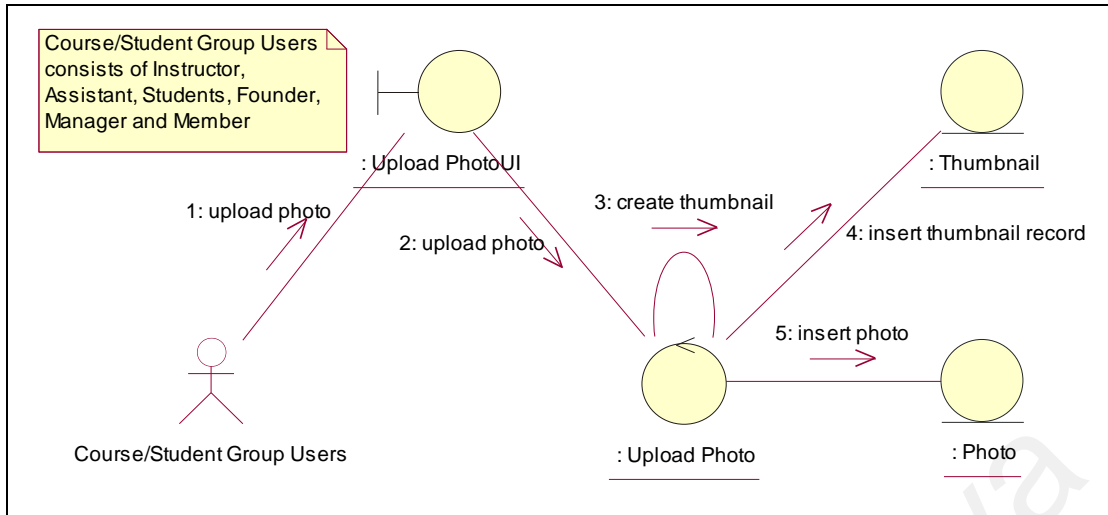 Course/Student Group Users
consists of Instructor,
Assistant, Students, Founder,
Manager and Member
: Upload PhotoUI
: Thumbnail
1: upload photo
3: create thumbnail
2: upload photo
4: insert thumbnail record
5: insert photo
Course/Student Group Users
: Upload Photo
: Photo